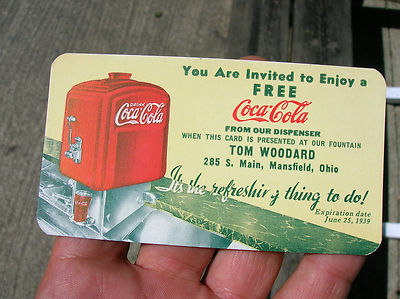 You Are Invited to Enjoy a
FREE
Coca-Cola
FROM OUR DISPENSER
WHEN THIS CARD IS PRESENTED AT OUR FOUNTAIN
TOM WOODARD
285 S. Main, Mansfield, Ohio
It's the refreshing thing to do!
Expiration date
June 25, 1939
DRINK
Coca-Cola
Coca-Cola